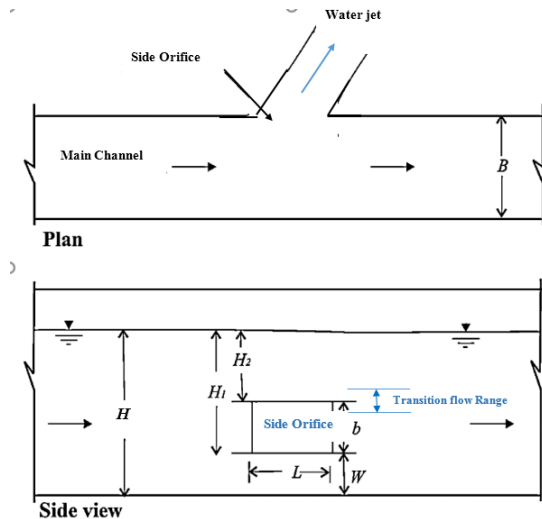 Water jet
Side Orifice
Main Channel
B
Plan
H₂
H₁
H
Transition flow Range
Side Orifice
b
L
W
Side view